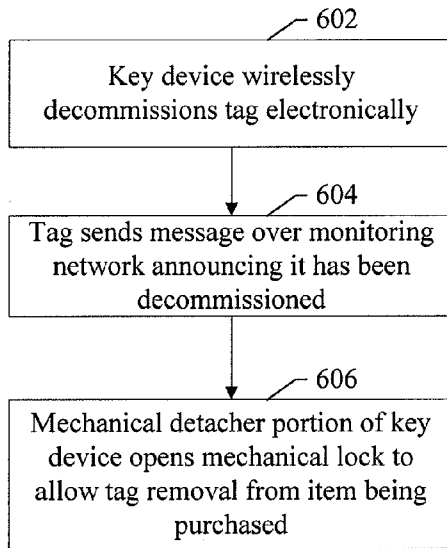 602
Key device wirelessly
decommissions tag electronically
604
Tag sends message over monitoring
network announcing it has been
decommissioned
606
Mechanical detacher portion of key
device opens mechanical lock to
allow tag removal from item being
purchased